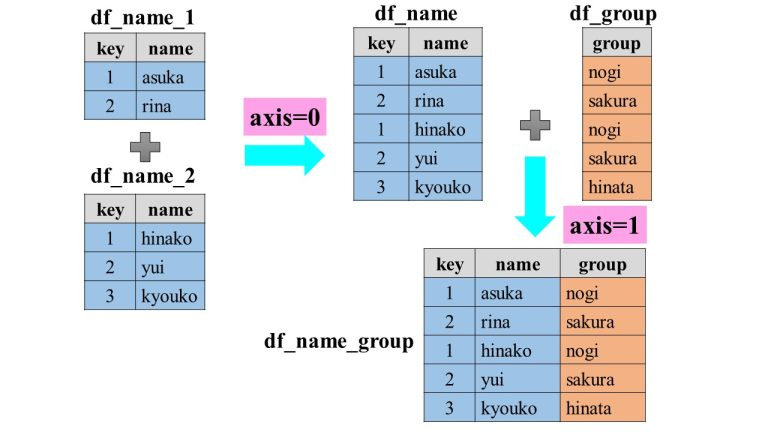 df_name_1
key name
1 asuka
2 rina
df_name_2
key name
1 hinako
2 yui
3 kyouko
axis=0
df_name
key name
1 asuka
2 rina
1 hinako
2 yui
3 kyouko
df_group
group
nogi
sakura
nogi
sakura
hinata
axis=1
df_name_group
key name group
1 asuka nogi
2 rina sakura
1 hinako nogi
2 yui sakura
3 kyouko hinata